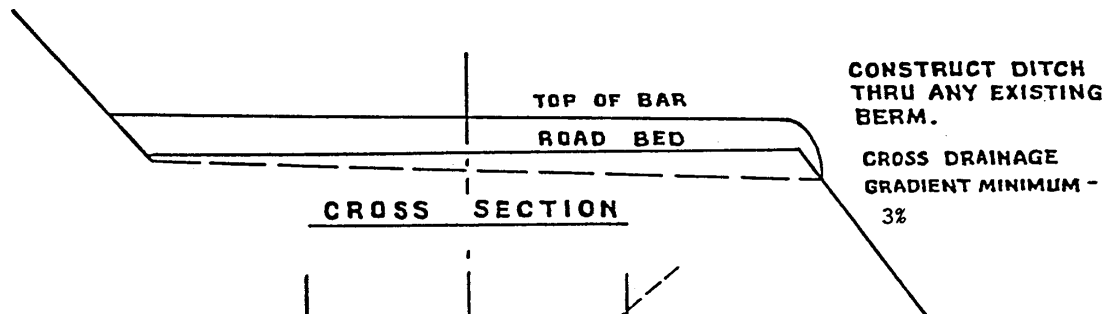 TOP OF BAR
ROAD BED
CROSS SECTION
CONSTRUCT DITCH
THRU ANY EXISTING
BERM.
CROSS DRAINAGE
GRADIENT MINIMUM -
3%